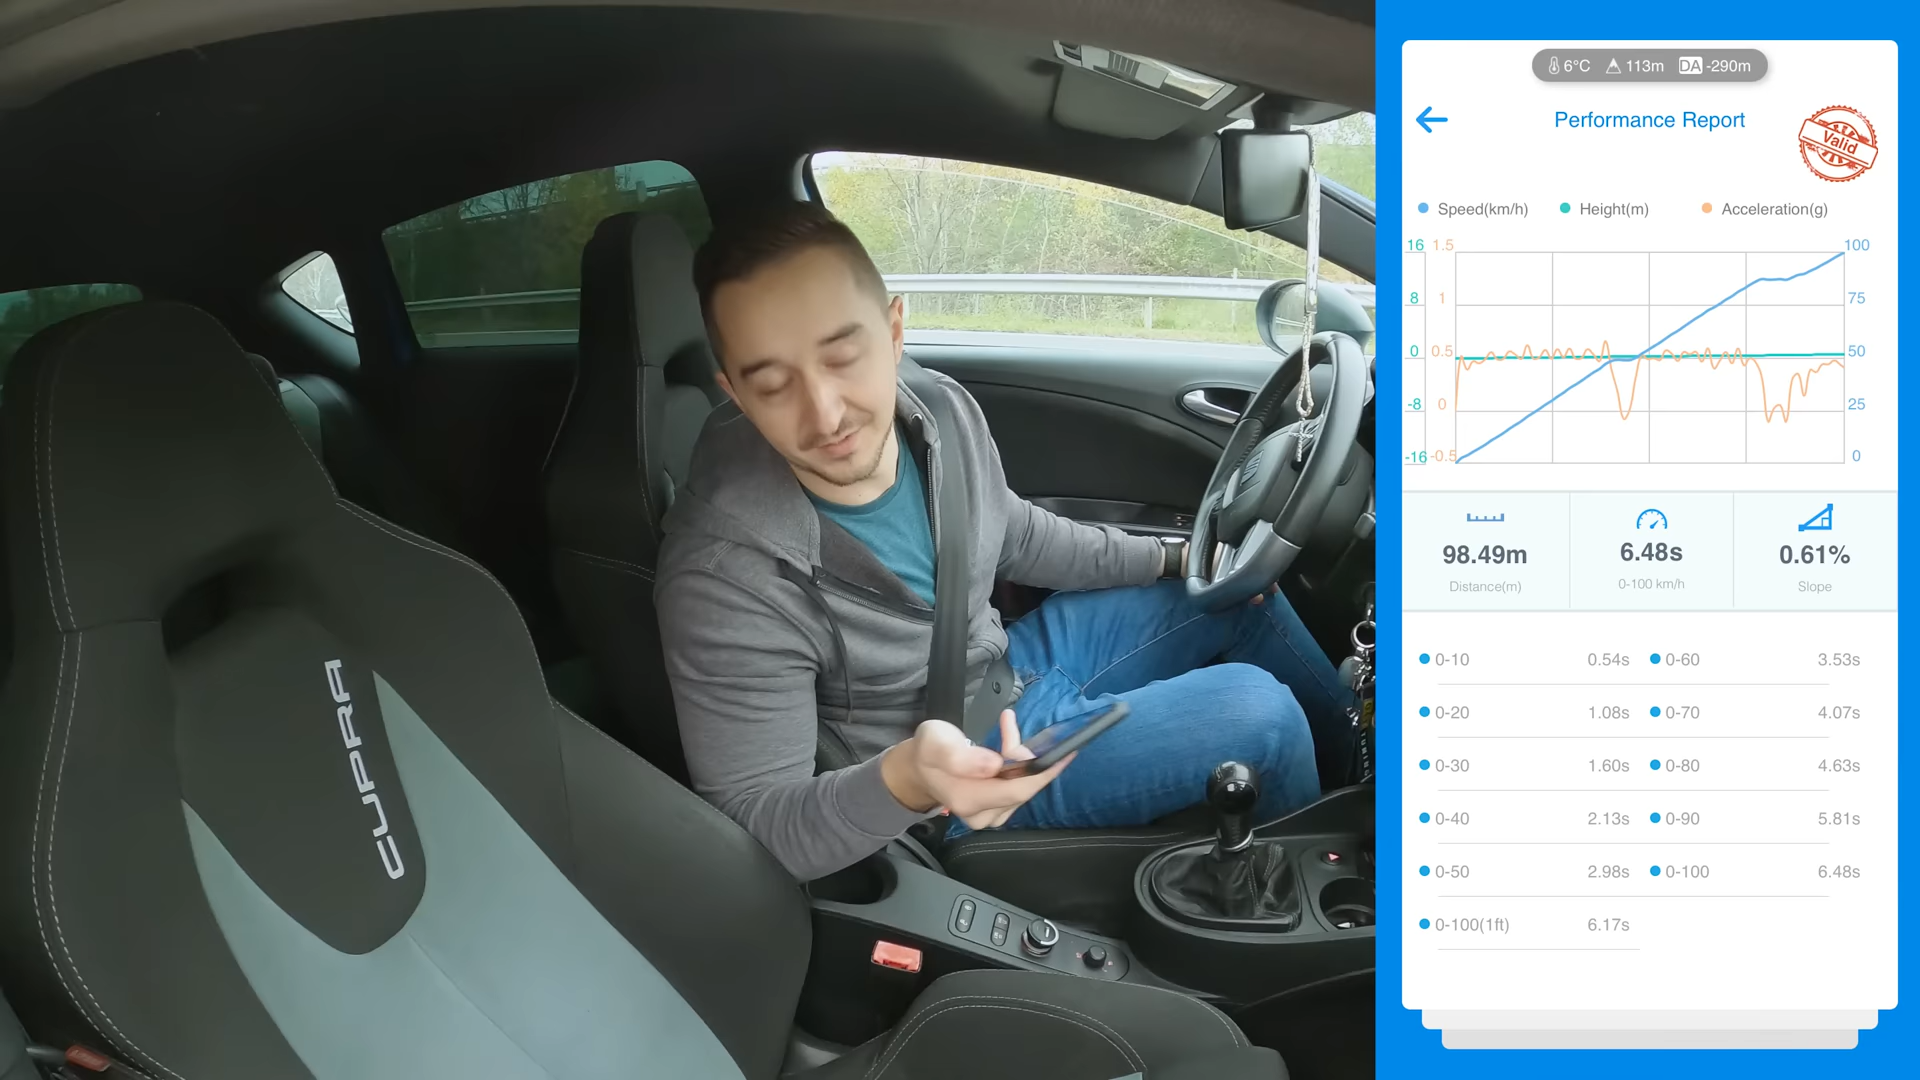 CUPRA
6°C 113m DA -290m
Performance Report
Valid
Speed(km/h) Height(m) Acceleration(g)
16 1.5 100
8 1 75
0 0.5 50
-8 0 25
-16 -0.5 0
98.49m 6.48s 0.61%
Distance(m) 0-100 km/h Slope
0-10 0.54s 0-60 3.53s
0-20 1.08s 0-70 4.07s
0-30 1.60s 0-80 4.63s
0-40 2.13s 0-90 5.81s
0-50 2.98s 0-100 6.48s
0-100(1ft) 6.17s